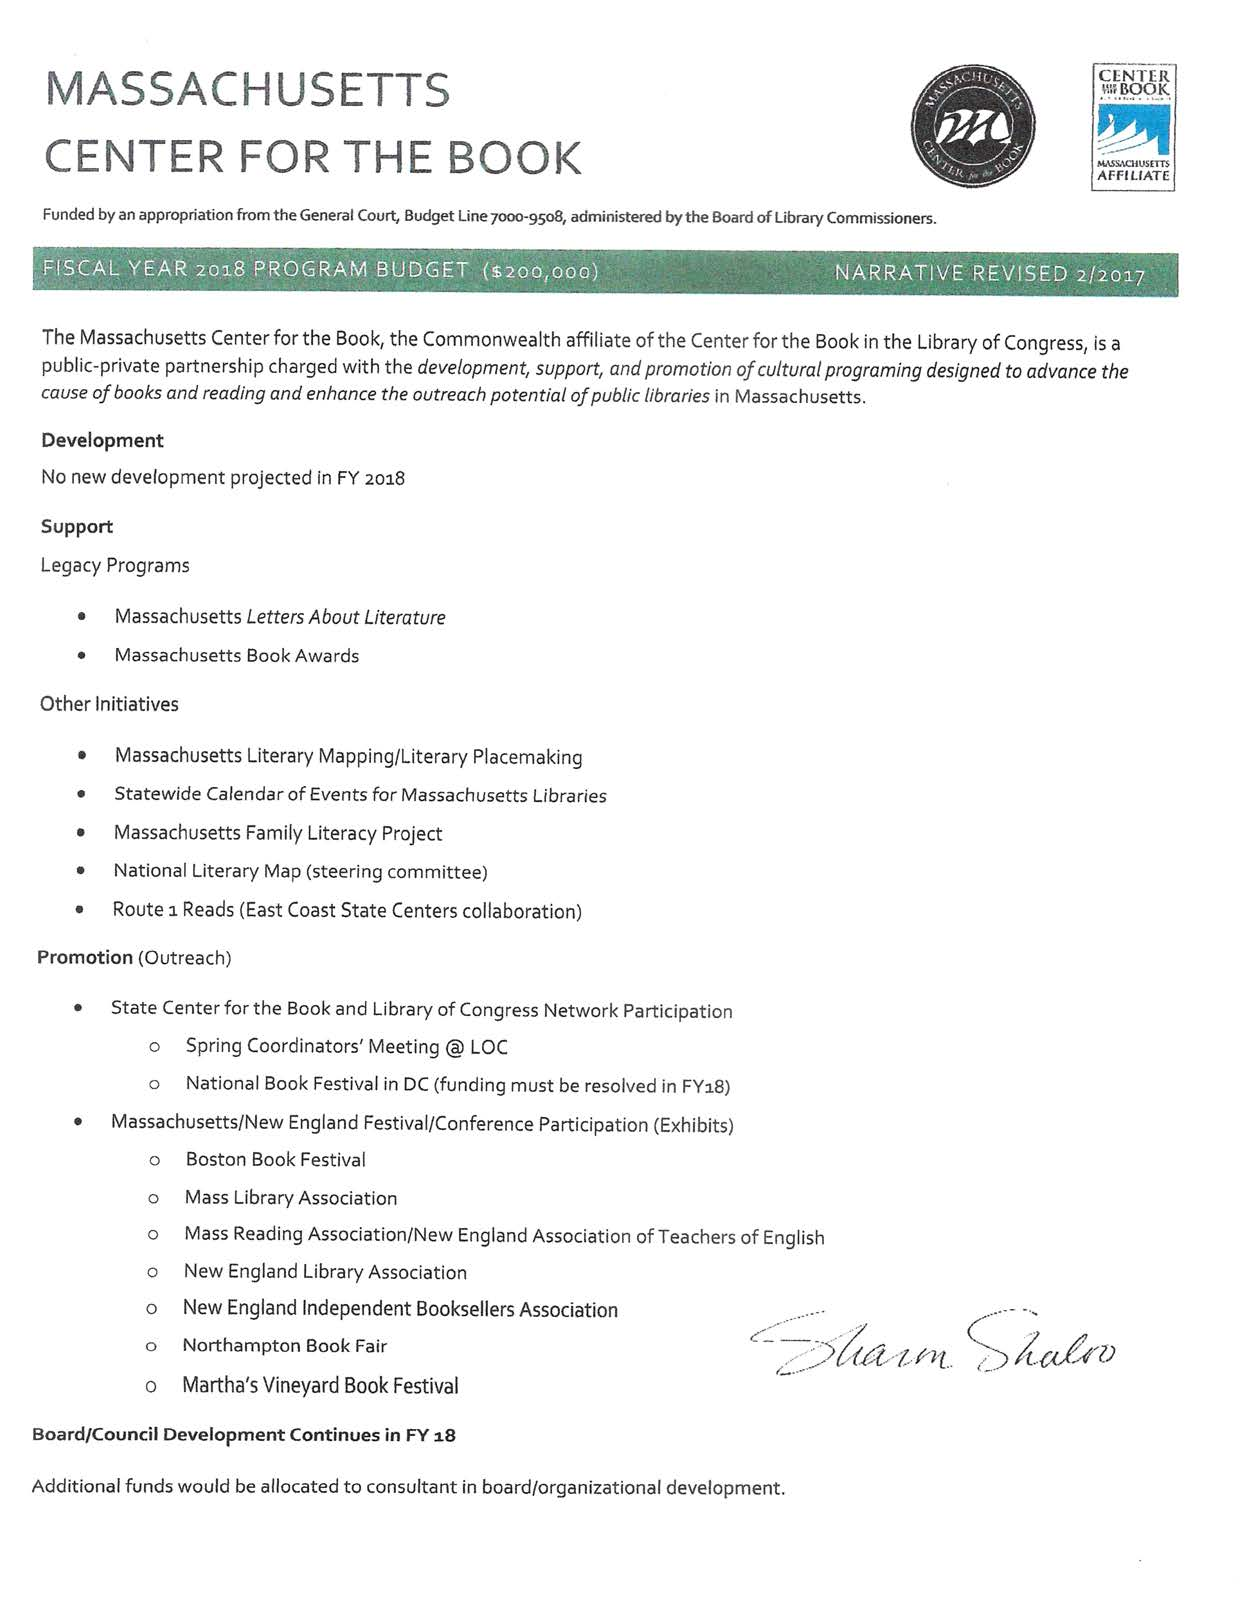 MASSACHUSETTS
CENTER FOR THE BOOK
MASSACHUSETTS
m
CENTER for the BOOK
CENTER
FOR THE BOOK
MASSACHUSETTS
AFFILIATE
Funded by an appropriation from the General Court, Budget Line 7000-9508, administered by the Board of Library Commissioners.
FISCAL YEAR 2018 PROGRAM BUDGET ($200,000) NARRATIVE REVISED 2/2017
The Massachusetts Center for the Book, the Commonwealth affiliate of the Center for the Book in the Library of Congress, is a
public-private partnership charged with the development, support, and promotion of cultural programing designed to advance the
cause of books and reading and enhance the outreach potential of public libraries in Massachusetts.
Development
No new development projected in FY 2018
Support
Legacy Programs
• Massachusetts Letters About Literature
• Massachusetts Book Awards
Other Initiatives
• Massachusetts Literary Mapping/Literary Placemaking
• Statewide Calendar of Events for Massachusetts Libraries
• Massachusetts Family Literacy Project
• National Literary Map (steering committee)
• Route 1 Reads (East Coast State Centers collaboration)
Promotion (Outreach)
• State Center for the Book and Library of Congress Network Participation
o Spring Coordinators' Meeting @ LOC
o National Book Festival in DC (funding must be resolved in FY18)
• Massachusetts/New England Festival/Conference Participation (Exhibits)
o Boston Book Festival
o Mass Library Association
o Mass Reading Association/New England Association of Teachers of English
o New England Library Association
o New England Independent Booksellers Association
o Northampton Book Fair
o Martha's Vineyard Book Festival
Sharon Shaloo
Board/Council Development Continues in FY 18
Additional funds would be allocated to consultant in board/organizational development.